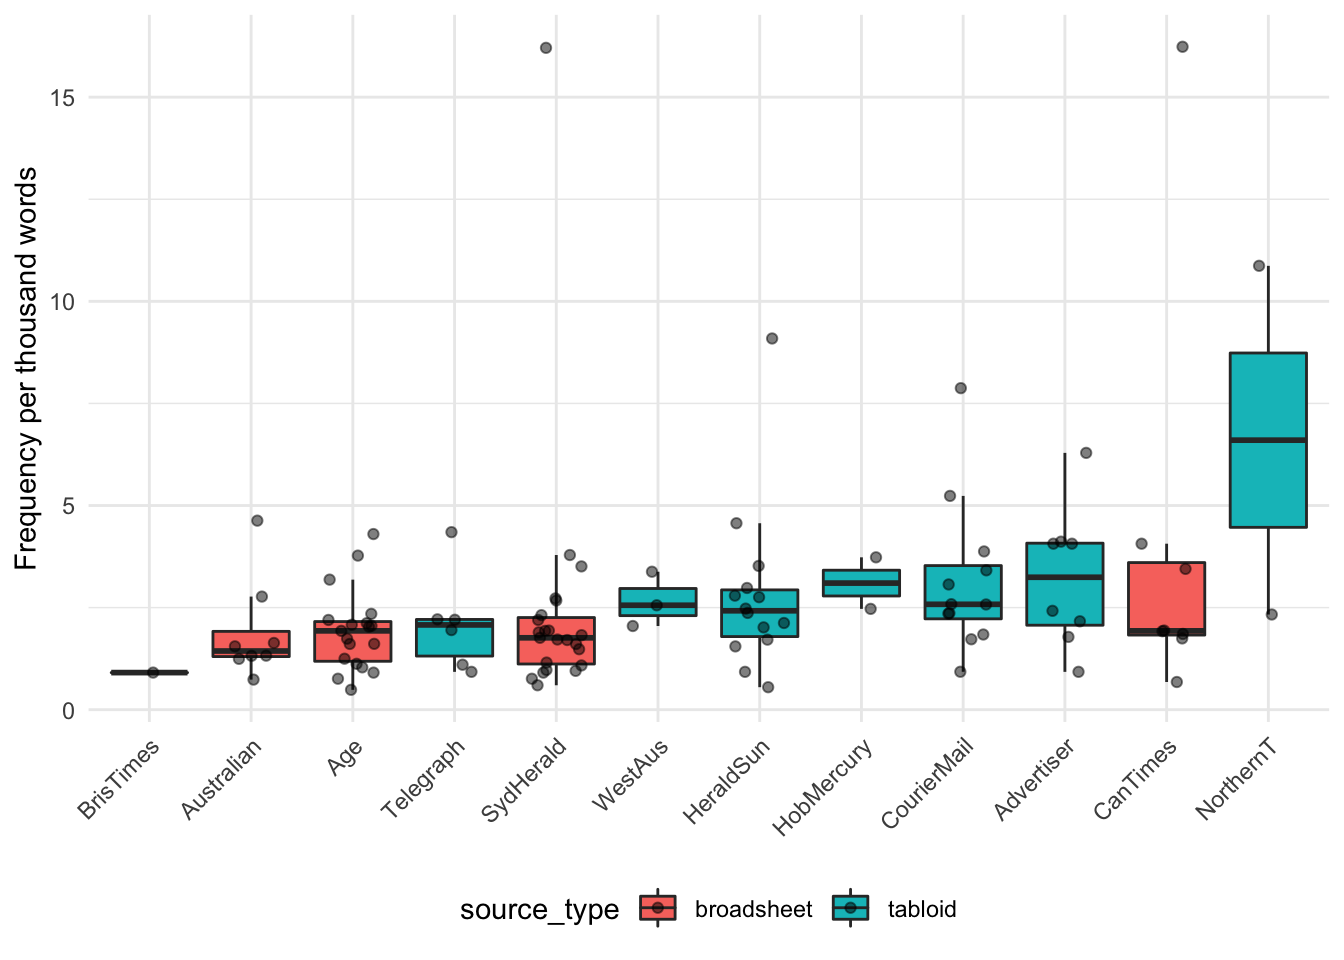 Frequency per thousand words
15
10
5
0
BrisTimes
Australian
Age
Telegraph
SydHerald
WestAus
HeraldSun
HobMercury
CourierMail
Advertiser
CanTimes
NorthernT
source_type broadsheet tabloid